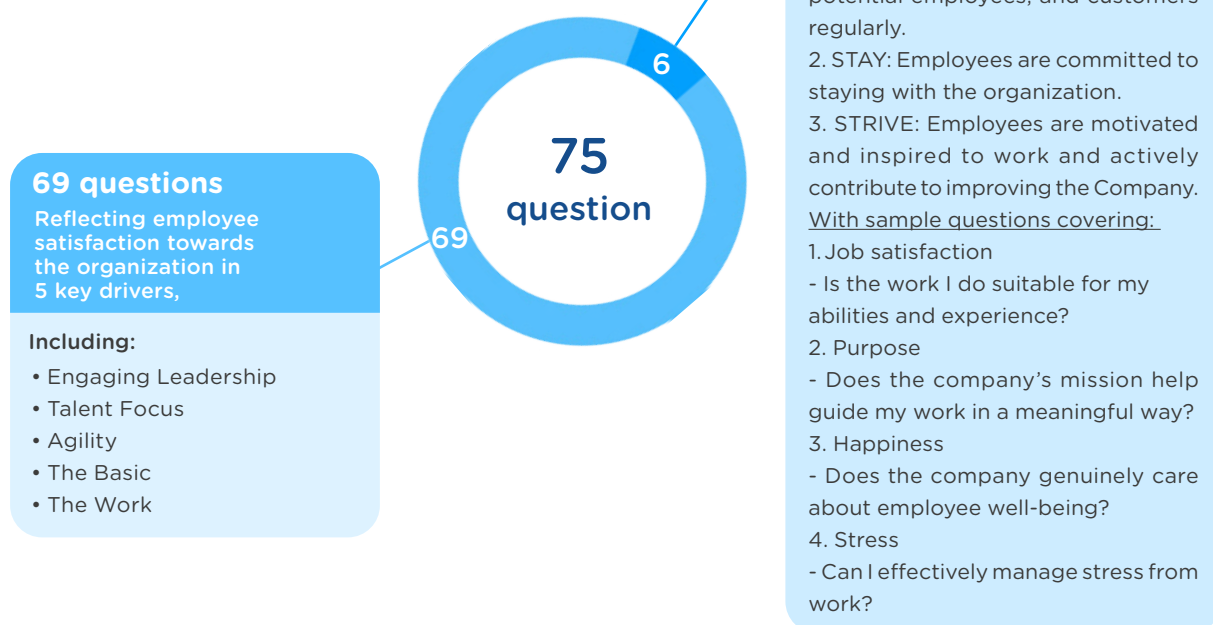 69 questions
Reflecting employee
satisfaction towards
the organization in
5 key drivers,
Including:
• Engaging Leadership
• Talent Focus
• Agility
• The Basic
• The Work
6
75
question
69
potential employees, and customers
regularly.
2. STAY: Employees are committed to
staying with the organization.
3. STRIVE: Employees are motivated
and inspired to work and actively
contribute to improving the Company.
With sample questions covering:
1. Job satisfaction
- Is the work I do suitable for my
abilities and experience?
2. Purpose
- Does the company’s mission help
guide my work in a meaningful way?
3. Happiness
- Does the company genuinely care
about employee well-being?
4. Stress
- Can I effectively manage stress from
work?